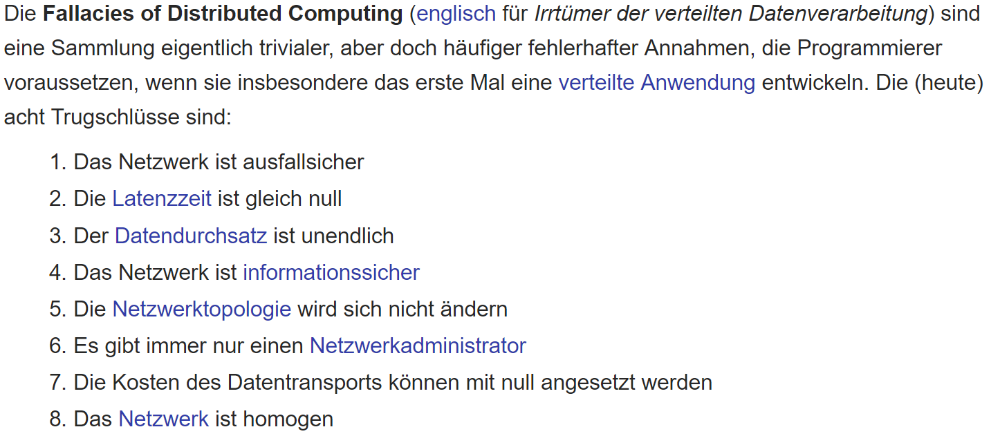 Die Fallacies of Distributed Computing (englisch für Irrtümer der verteilten Datenverarbeitung) sind
eine Sammlung eigentlich trivialer, aber doch häufiger fehlerhafter Annahmen, die Programmierer
voraussetzen, wenn sie insbesondere das erste Mal eine verteilte Anwendung entwickeln. Die (heute)
acht Trugschlüsse sind:
1. Das Netzwerk ist ausfallsicher
2. Die Latenzzeit ist gleich null
3. Der Datendurchsatz ist unendlich
4. Das Netzwerk ist informationssicher
5. Die Netzwerktopologie wird sich nicht ändern
6. Es gibt immer nur einen Netzwerkadministrator
7. Die Kosten des Datentransports können mit null angesetzt werden
8. Das Netzwerk ist homogen